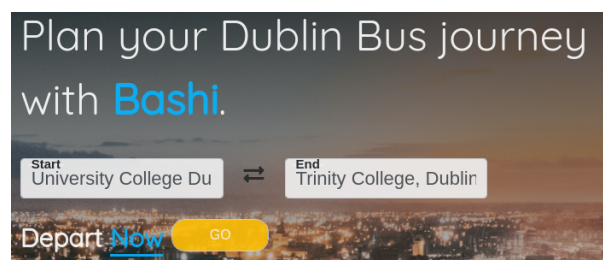 Plan your Dublin Bus journey
with Bashi.
Start End
University College Du Trinity College, Dublin
Depart Now GO